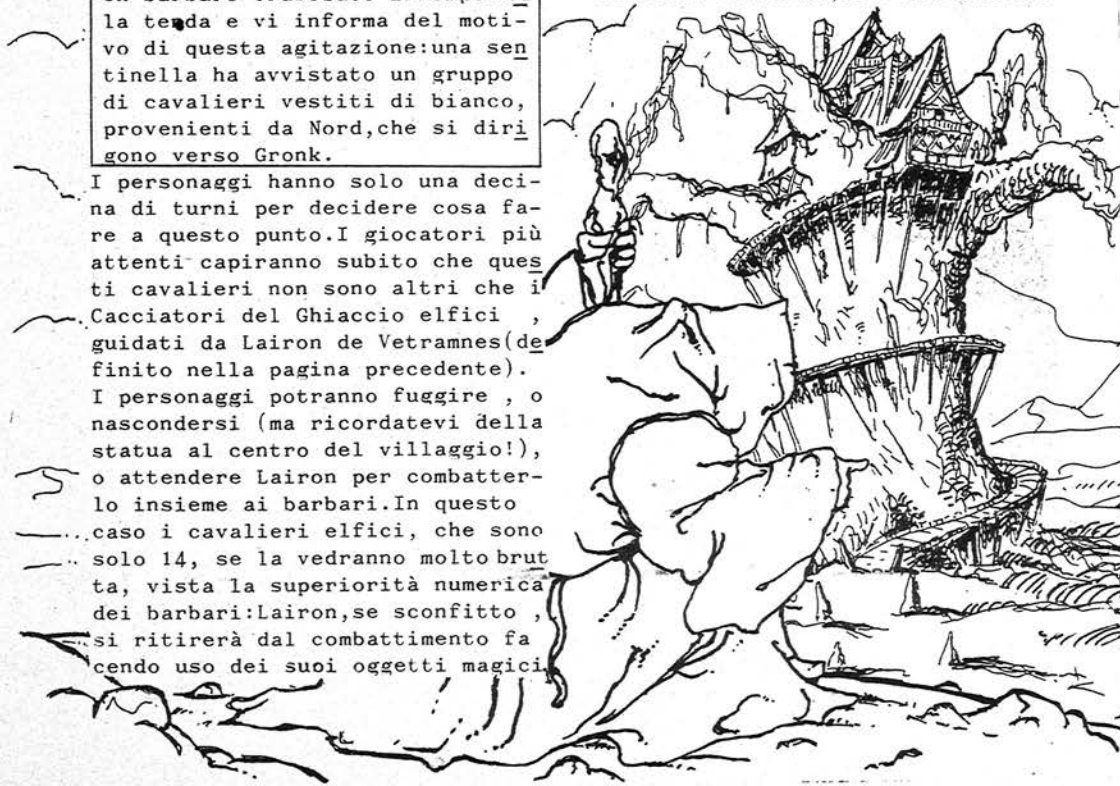 la tenda e vi informa del moti-
vo di questa agitazione:una sen
tinella ha avvistato un gruppo
di cavalieri vestiti di bianco,
provenienti da Nord,che si diri
gono verso Gronk.
I personaggi hanno solo una deci-
na di turni per decidere cosa fa-
re a questo punto.I giocatori più
attenti capiranno subito che ques
ti cavalieri non sono altri che i
Cacciatori del Ghiaccio elfici ,
guidati da Lairon de Vetramnes(de
finito nella pagina precedente).
I personaggi potranno fuggire , o
nascondersi (ma ricordatevi della
statua al centro del villaggio!),
o attendere Lairon per combatter-
lo insieme ai barbari.In questo
caso i cavalieri elfici, che sono
solo 14, se la vedranno molto brut
ta, vista la superiorità numerica
dei barbari:Lairon,se sconfitto ,
si ritirerà dal combattimento fa
cendo uso dei suoi oggetti magici